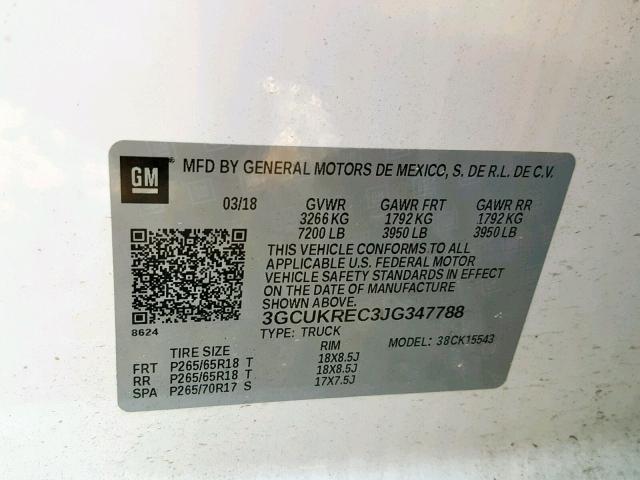 GM ® MFD BY GENERAL MOTORS DE MEXICO, S. DE R.L. DE C.V.
03/18 GVWR GAWR FRT GAWR RR
3266 KG 1792 KG 1792 KG
7200 LB 3950 LB 3950 LB
THIS VEHICLE CONFORMS TO ALL
APPLICABLE U.S. FEDERAL MOTOR
VEHICLE SAFETY STANDARDS IN EFFECT
ON THE DATE OF MANUFACTURE
SHOWN ABOVE.
8624
3GCUKREC3JG347788
TYPE: TRUCK MODEL: 38CK15543
TIRE SIZE RIM
FRT P265/65R18 T 18X8.5J
RR P265/65R18 T 18X8.5J
SPA P265/70R17 S 17X7.5J